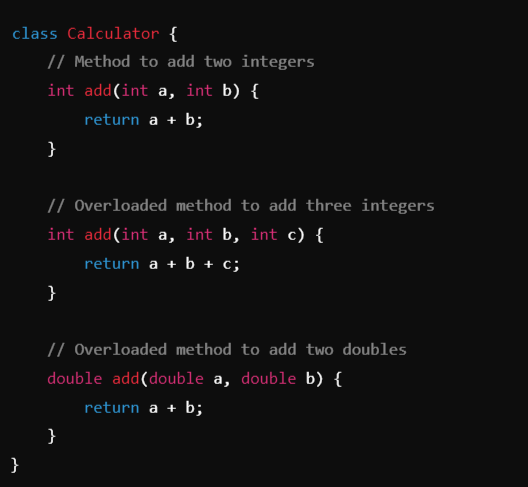 class Calculator {
    // Method to add two integers
    int add(int a, int b) {
        return a + b;
    }

    // Overloaded method to add three integers
    int add(int a, int b, int c) {
        return a + b + c;
    }

    // Overloaded method to add two doubles
    double add(double a, double b) {
        return a + b;
    }
}